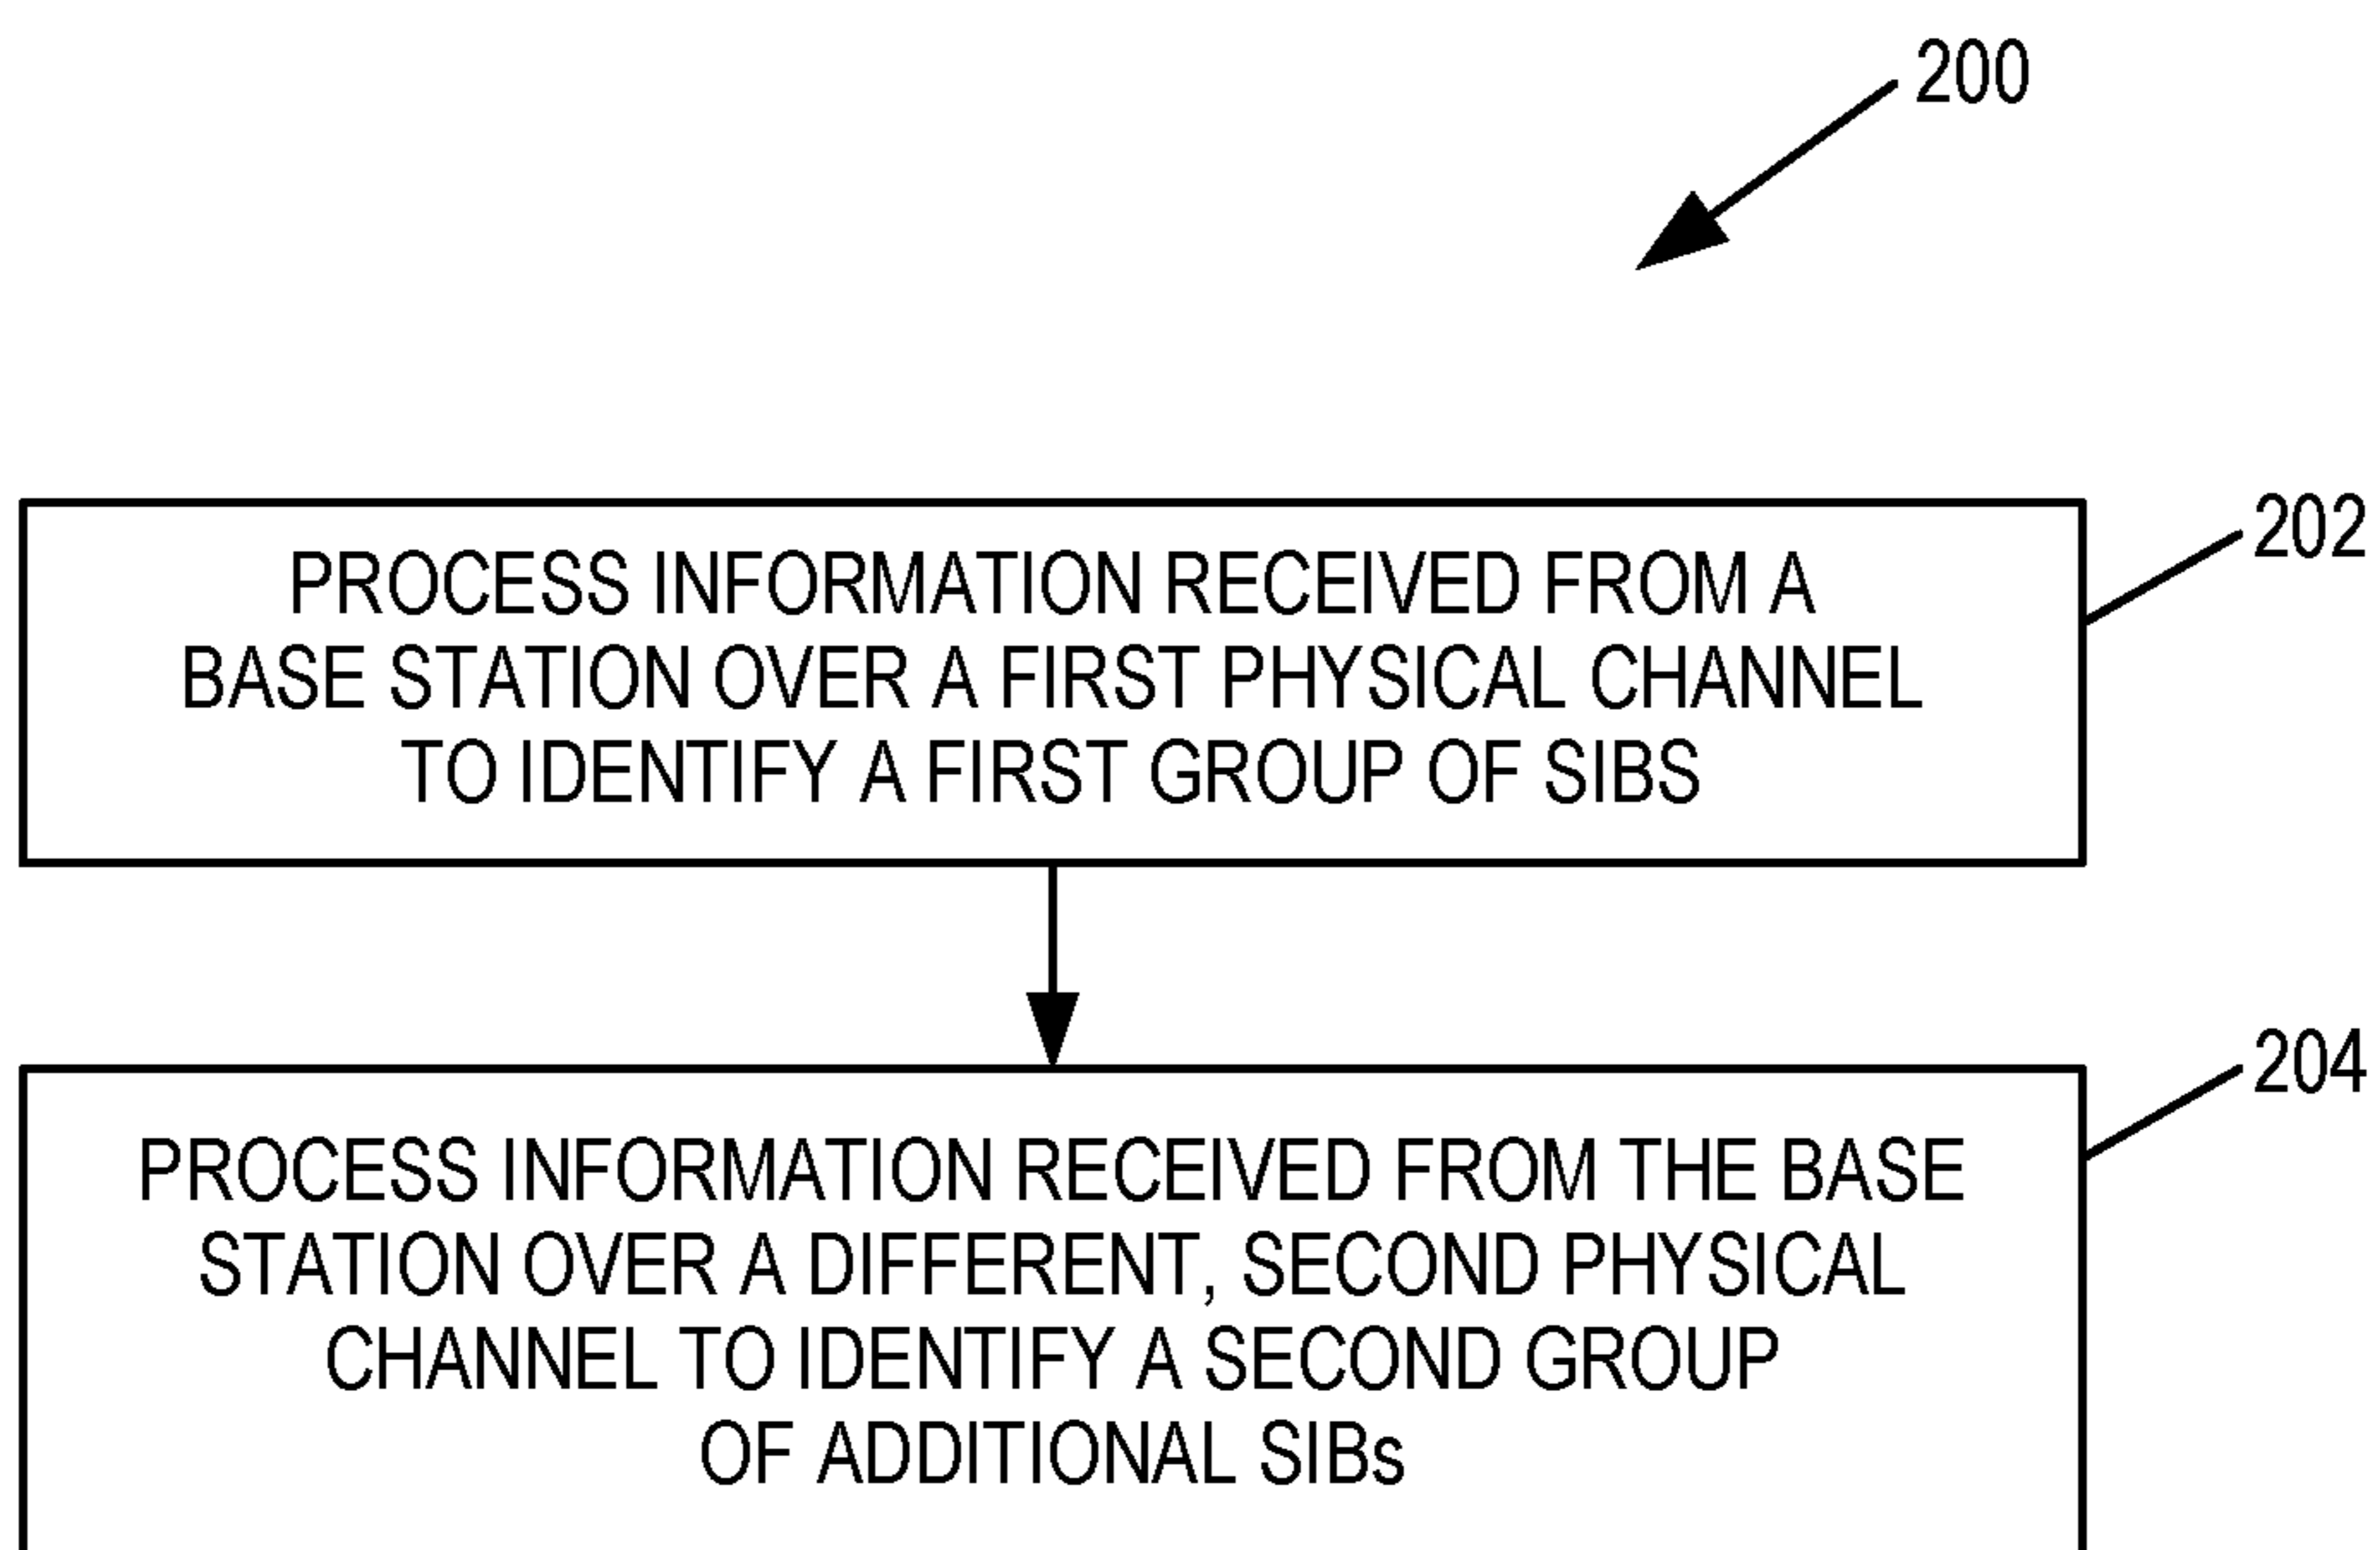 200
202
PROCESS INFORMATION RECEIVED FROM A
BASE STATION OVER A FIRST PHYSICAL CHANNEL
TO IDENTIFY A FIRST GROUP OF SIBS
204
PROCESS INFORMATION RECEIVED FROM THE BASE
STATION OVER A DIFFERENT, SECOND PHYSICAL
CHANNEL TO IDENTIFY A SECOND GROUP
OF ADDITIONAL SIBs